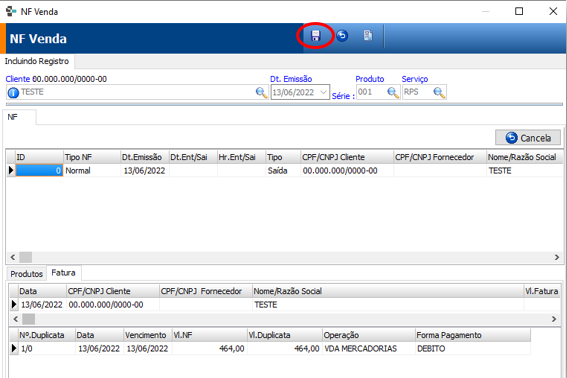 NF Venda
NF Venda
Incluindo Registro
Cliente 00.000.000/0000-00 Dt. Emissão Produto Serviço
TESTE 13/06/2022 Série : 001 RPS
NF
Cancela
ID Tipo NF Dt.Emissão Dt.Ent/Sai Hr.Ent/Sai Tipo CPF/CNPJ Cliente CPF/CNPJ Fornecedor Nome/Razão Social
0 Normal 13/06/2022 Saída 00.000.000/0000-00 TESTE
Produtos Fatura
Data CPF/CNPJ Cliente CPF/CNPJ Fornecedor Nome/Razão Social Vl.Fatura
13/06/2022 00.000.000/0000-00 TESTE
Nº.Duplicata Data Vencimento Vl.NF Vl.Duplicata Operação Forma Pagamento
1/0 13/06/2022 13/06/2022 464,00 464,00 VDA MERCADORIAS DEBITO